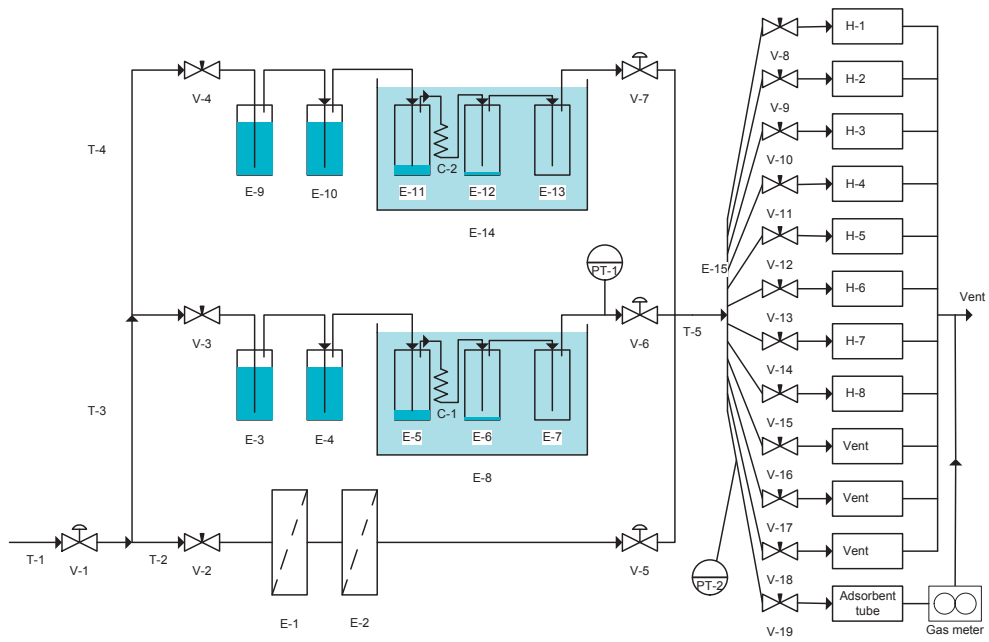 H-1
V-8
H-2
V-4
V-7
V-9
H-3
T-4
V-10
C-2
H-4
E-9
E-10
E-11
E-12
E-13
V-11
E-14
H-5
V-12
E-15
PT-1
H-6
Vent
V-13
V-3
V-6
T-5
H-7
V-14
H-8
T-3
C-1
V-15
E-3
E-4
E-5
E-6
E-7
Vent
V-16
E-8
Vent
V-17
T-1
V-1
T-2
V-2
V-5
Vent
V-18
PT-2
Adsorbent
tube
E-1
E-2
V-19
Gas meter